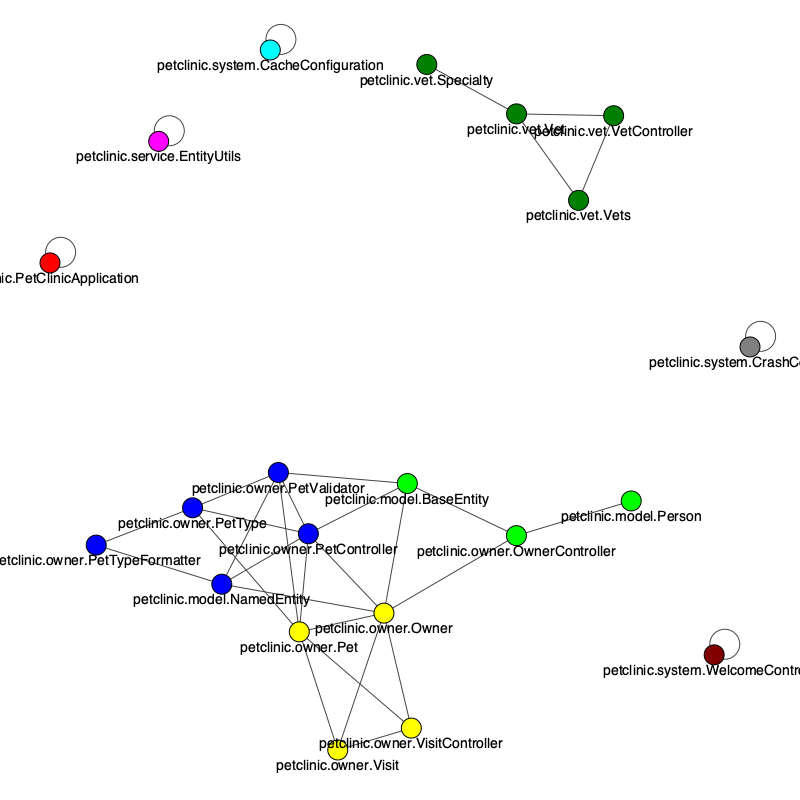 petclinic.system.CacheConfiguration
petclinic.vet.Specialty
petclinic.vet.Vet
petclinic.vet.VetController
petclinic.service.EntityUtils
petclinic.vet.Vets
ic.PetClinicApplication
petclinic.system.CrashC
petclinic.owner.PetValidator
petclinic.model.BaseEntity
petclinic.model.Person
petclinic.owner.PetType
petclinic.owner.PetController
petclinic.owner.OwnerController
etclinic.owner.PetTypeFormatter
petclinic.model.NamedEntity
petclinic.owner.Owner
petclinic.owner.Pet
petclinic.system.WelcomeContr
petclinic.owner.VisitController
petclinic.owner.Visit